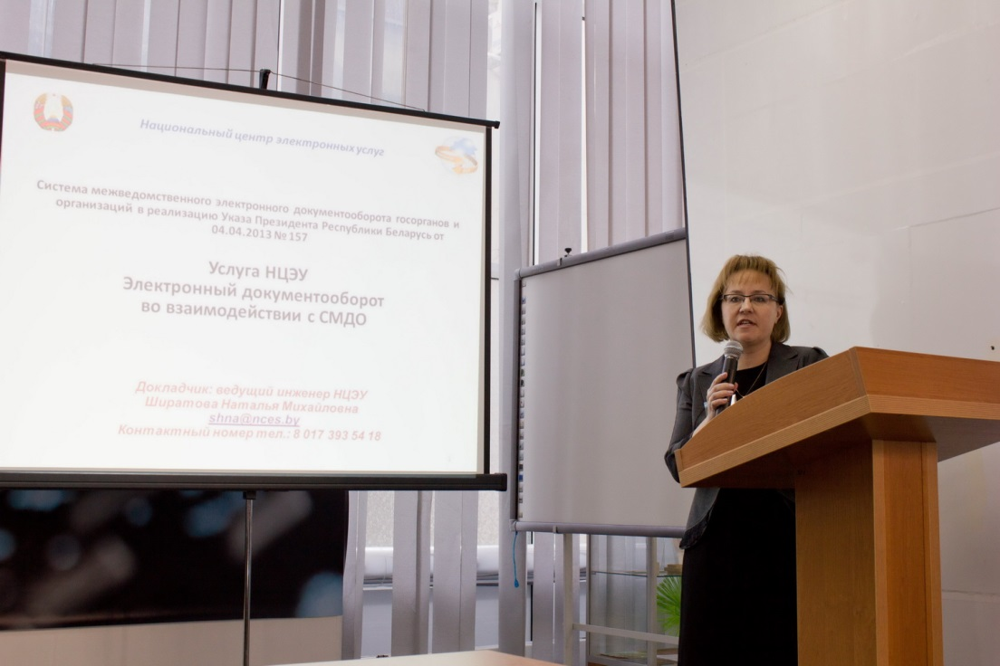 Национальный центр электронных услуг
Система межведомственного электронного документооборота госорганов и
организаций в реализацию Указа Президента Республики Беларусь от
04.04.2013 № 157
Услуга НЦЭУ
Электронный документооборот
во взаимодействии с СМДО
Докладчик: ведущий инженер НЦЭУ
Ширатова Наталья Михайловна
shna@nces.by
Контактный номер тел.: 8 017 393 54 18